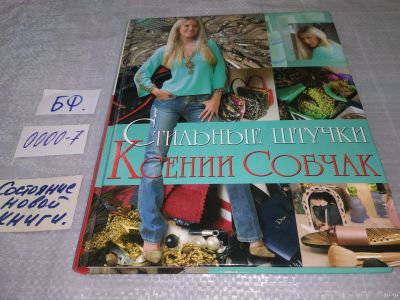 БФ.
0000-7
Состояние
новой
книги.
Стильные штучки
Ксении Собчак